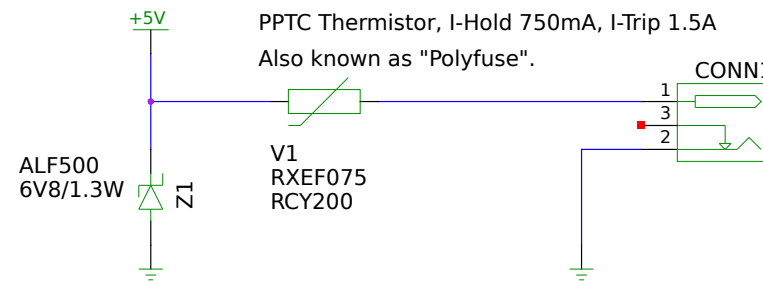 +5V
PPTC Thermistor, I-Hold 750mA, I-Trip 1.5A
Also known as "Polyfuse".
CONN1
1
3
2
V1
RXEF075
RCY200
ALF500
6V8/1.3W
Z1